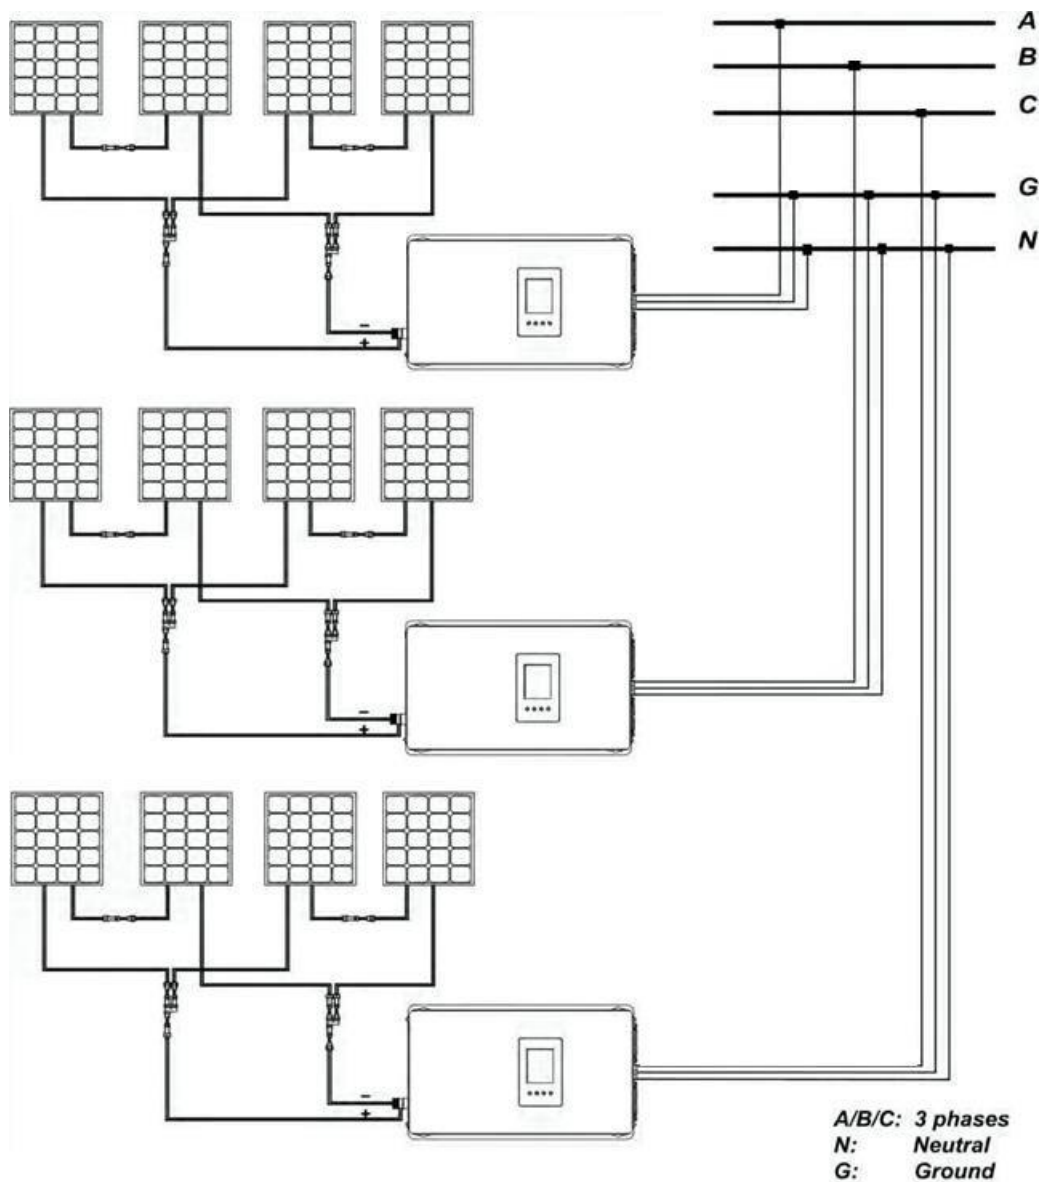 A
B
C
G
N
–
+
–
+
–
+
A/B/C: 3 phases
N: Neutral
G: Ground